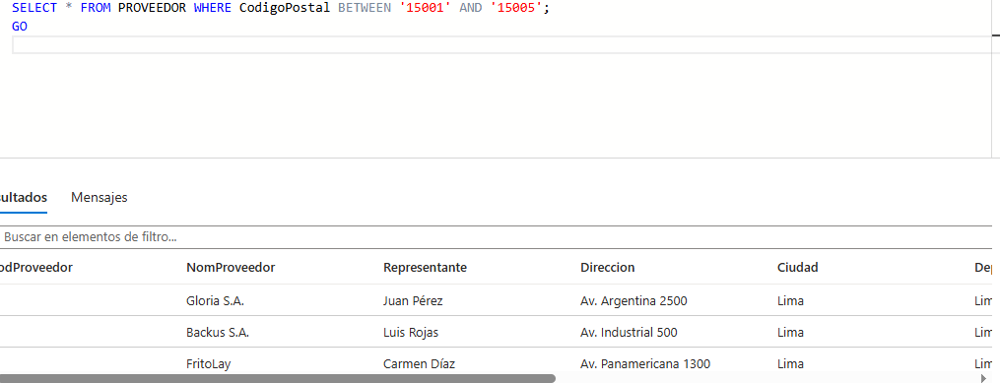 SELECT * FROM PROVEEDOR WHERE CodigoPostal BETWEEN '15001' AND '15005';
GO
ultados Mensajes
Buscar en elementos de filtro...
odProveedor NomProveedor Representante Direccion Ciudad De
Gloria S.A. Juan Pérez Av. Argentina 2500 Lima Lim
Backus S.A. Luis Rojas Av. Industrial 500 Lima Lim
FritoLay Carmen Díaz Av. Panamericana 1300 Lima Lim